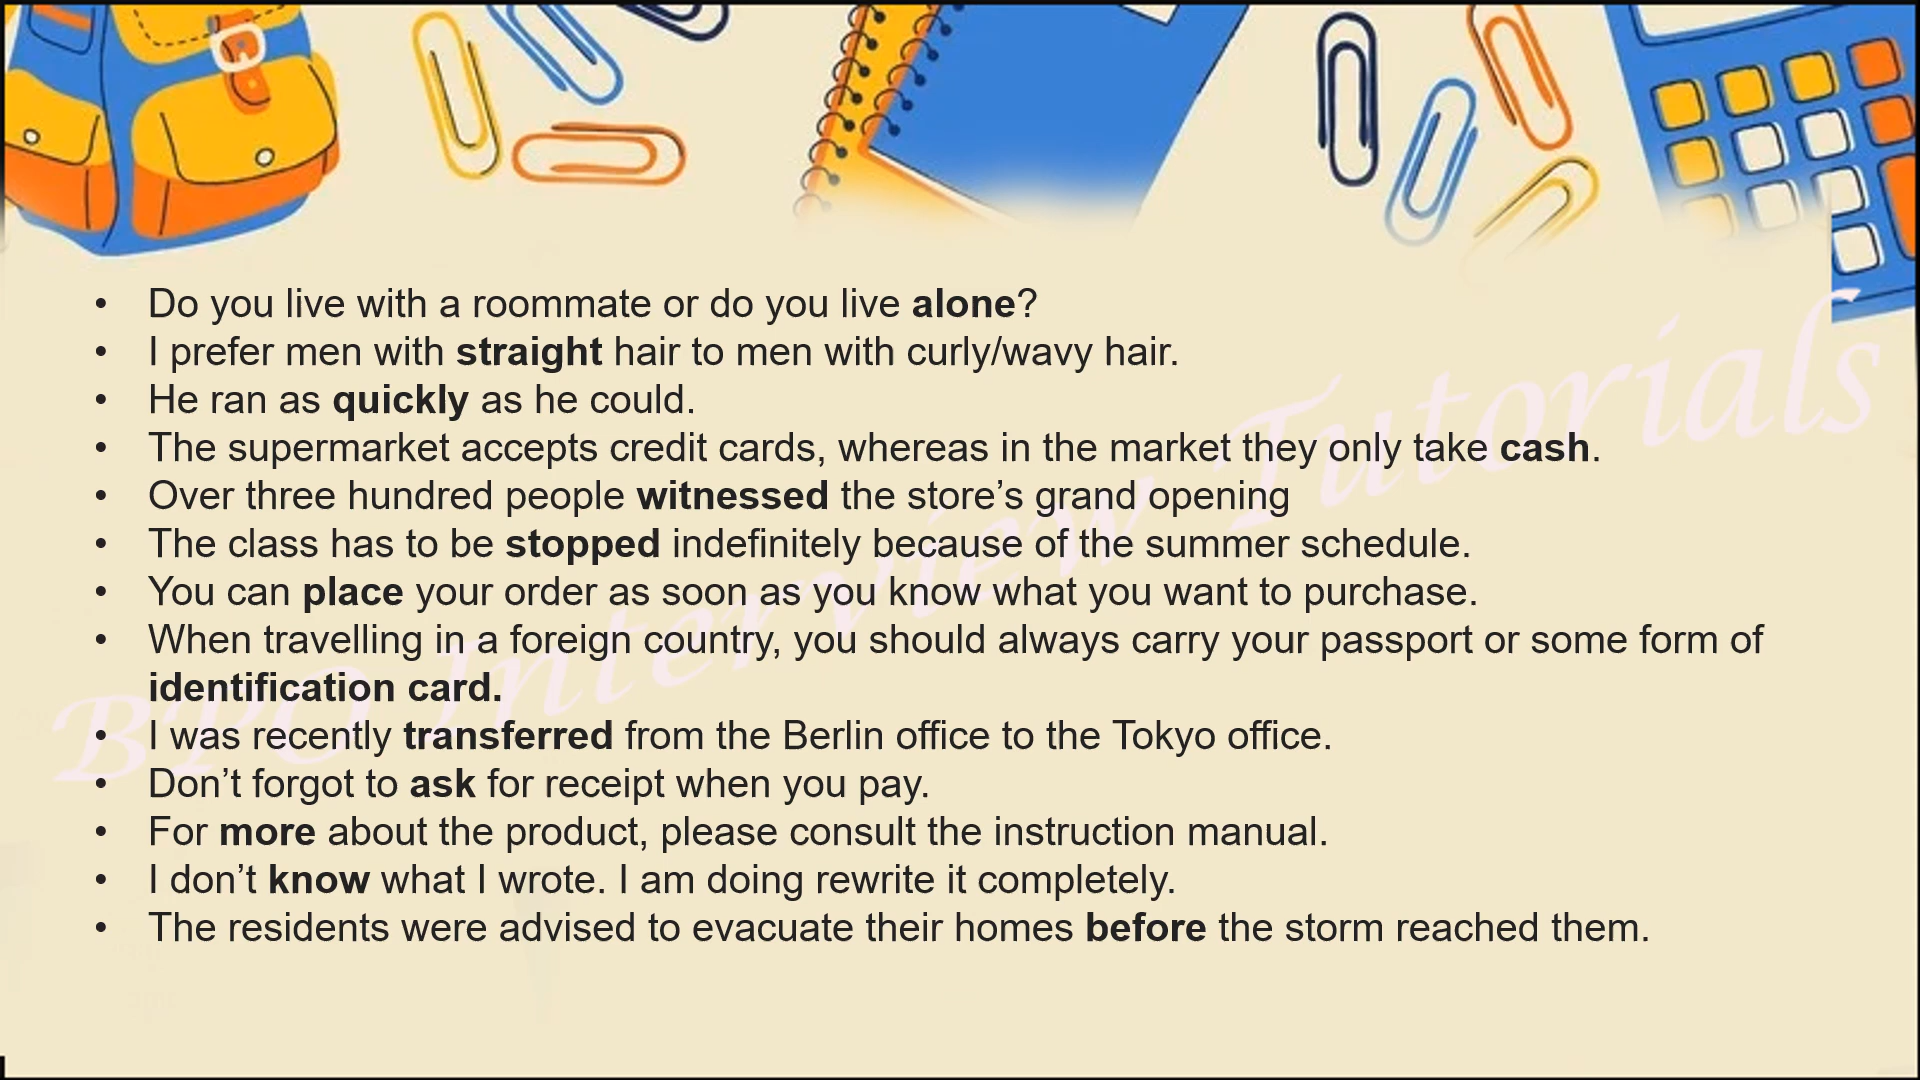 • Do you live with a roommate or do you live alone?
• I prefer men with straight hair to men with curly/wavy hair.
• He ran as quickly as he could.
• The supermarket accepts credit cards, whereas in the market they only take cash.
• Over three hundred people witnessed the store’s grand opening
• The class has to be stopped indefinitely because of the summer schedule.
• You can place your order as soon as you know what you want to purchase.
• When travelling in a foreign country, you should always carry your passport or some form of
identification card.
• I was recently transferred from the Berlin office to the Tokyo office.
• Don’t forgot to ask for receipt when you pay.
• For more about the product, please consult the instruction manual.
• I don’t know what I wrote. I am doing rewrite it completely.
• The residents were advised to evacuate their homes before the storm reached them.
BPO Interview Tutorials